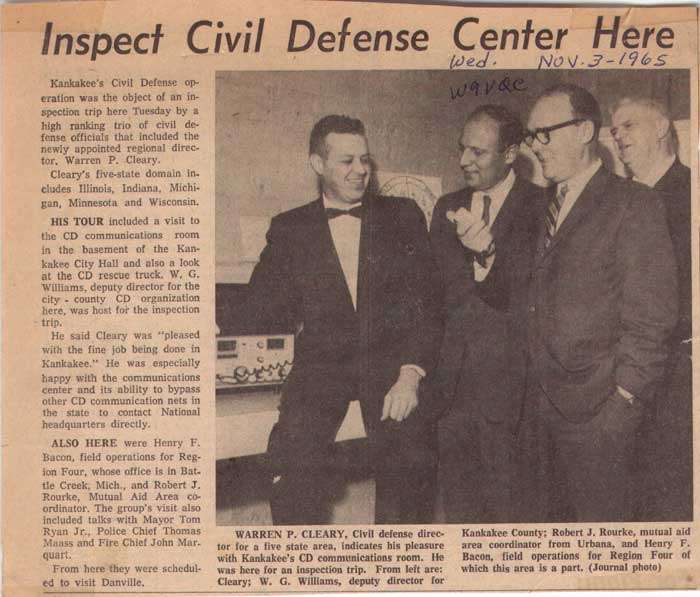 Inspect Civil Defense Center Here
Wed. NOV. 3-1965
W9VQC
Kankakee's Civil Defense op-
eration was the object of an in-
spection trip here Tuesday by a
high ranking trio of civil de-
fense officials that included the
newly appointed regional direc-
tor, Warren P. Cleary.
Cleary's five-state domain in-
cludes Illinois, Indiana, Michi-
gan, Minnesota and Wisconsin.
HIS TOUR included a visit to
the CD communications room
in the basement of the Kan-
kakee City Hall and also a look
at the CD rescue truck. W. G.
Williams, deputy director for the
city - county CD organization
here, was host for the inspection
trip.
He said Cleary was "pleased
with the fine job being done in
Kankakee." He was especially
happy with the communications
center and its ability to bypass
other CD communication nets in
the state to contact National
headquarters directly.
ALSO HERE were Henry F.
Bacon, field operations for Reg-
ion Four, whose office is in Bat-
tle Creek, Mich., and Robert J.
Rourke, Mutual Aid Area co-
ordinator. The group's visit also
included talks with Mayor Tom
Ryan Jr., Police Chief Thomas
Maass and Fire Chief John Mar-
quart.
From here they were schedul-
ed to visit Danville.
WARREN P. CLEARY, Civil defense direc-
tor for a five state area, indicates his pleasure
with Kankakee's CD communications room. He
was here for an inspection trip. From left are:
Cleary; W. G. Williams, deputy director for
Kankakee County; Robert J. Rourke, mutual aid
area coordinator from Urbana, and Henry F.
Bacon, field operations for Region Four of
which this area is a part. (Journal photo)